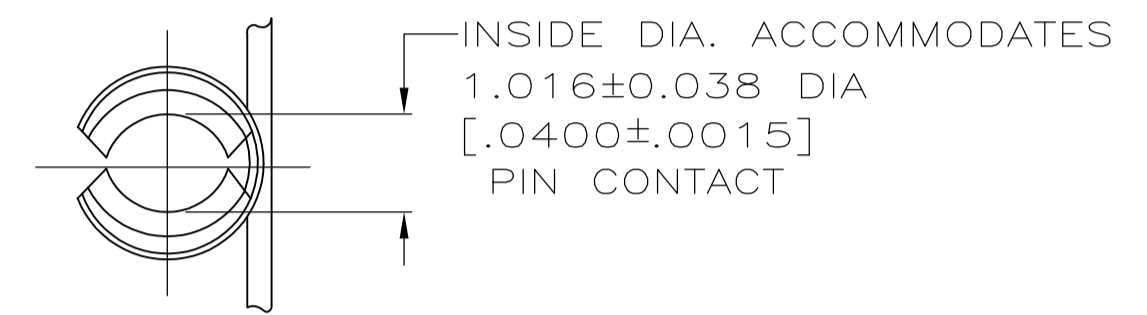 INSIDE DIA. ACCOMMODATES
1.016±0.038 DIA
[.0400±.0015]
PIN CONTACT